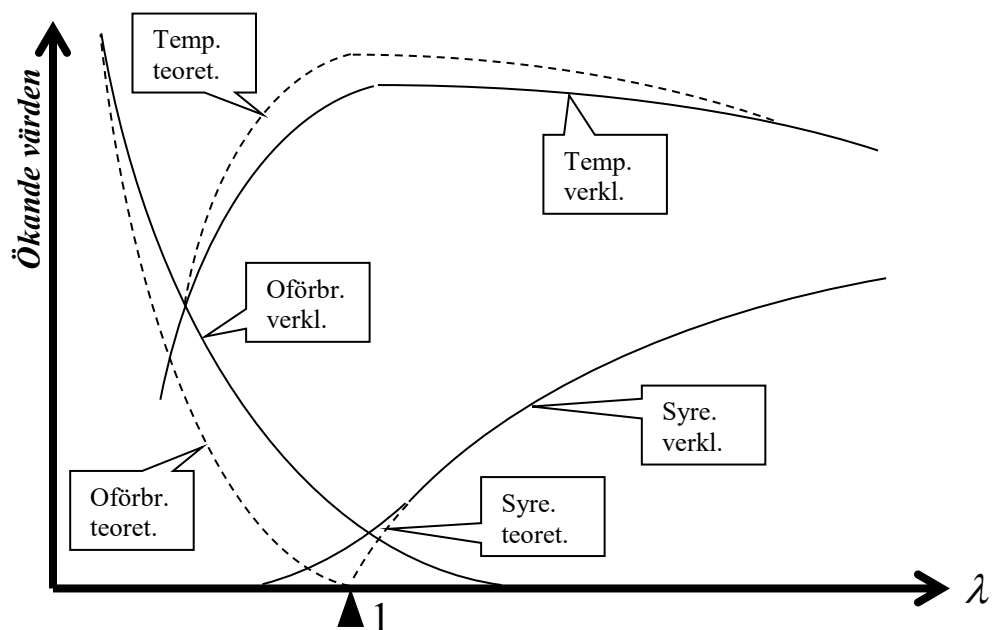 Temp.
teoret.
Ökande värden
Temp.
verkl.
Oförbr.
verkl.
Syre.
verkl.
Oförbr.
teoret.
Syre.
teoret.
λ
1